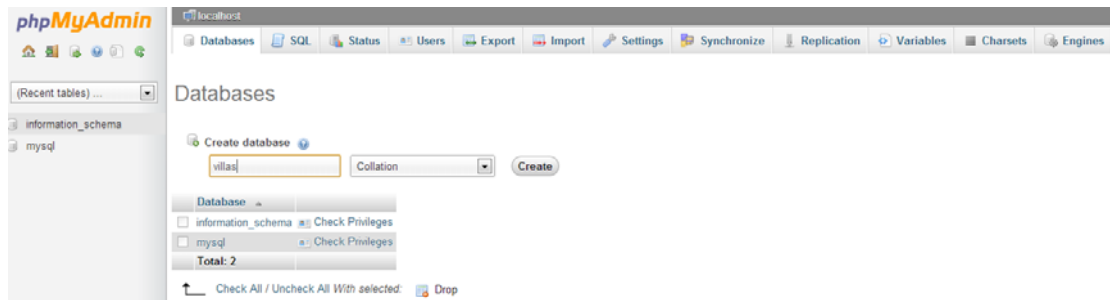 phpMyAdmin
(Recent tables) ...
information_schema
mysql
localhost
Databases SQL Status Users Export Import Settings Synchronize Replication Variables Charsets Engines
Databases
Create database
villas Collation Create
Database
information_schema Check Privileges
mysql Check Privileges
Total: 2
Check All / Uncheck All With selected: Drop